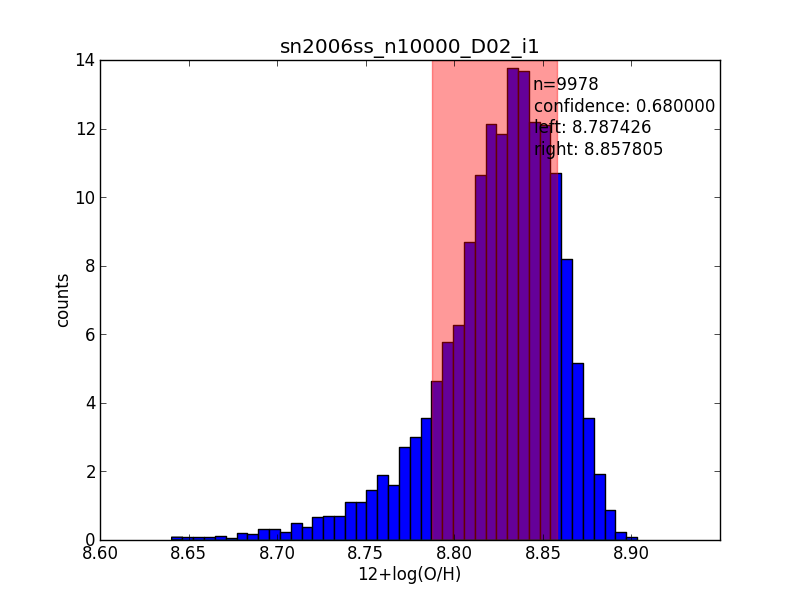 sn2006ss_n10000_D02_i1
14
12
10
8
6
4
2
0
counts
n=9978
confidence: 0.680000
left: 8.787426
right: 8.857805
8.60 8.65 8.70 8.75 8.80 8.85 8.90
12+log(O/H)